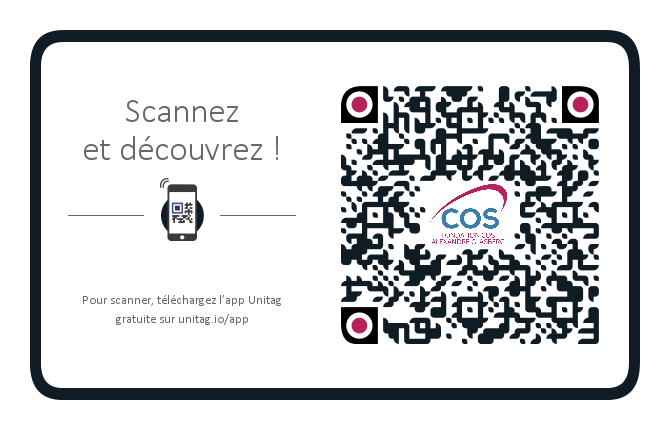 Scannez
et découvrez !
Pour scanner, téléchargez l'app Unitag
gratuite sur unitag.io/app
COS
FONDATION COS
ALEXANDRE GLASBERG